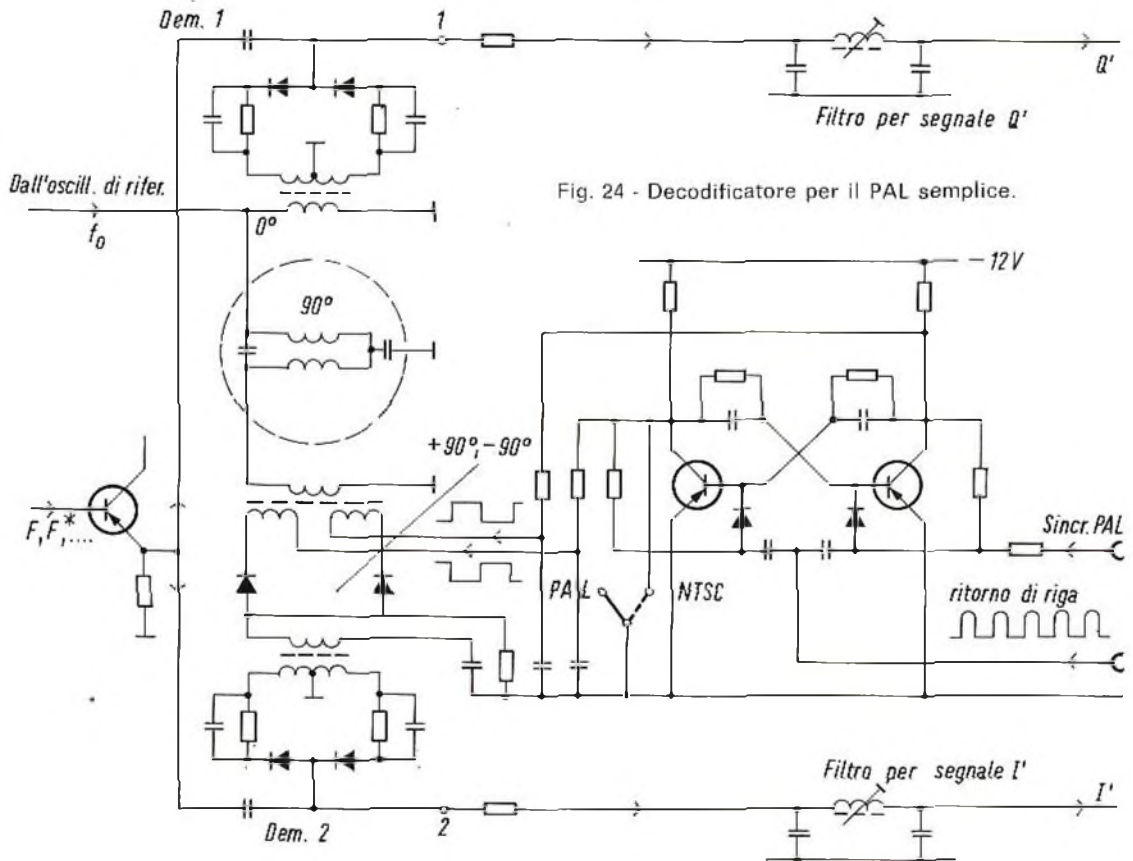 Dem. 1
1
Q'
Filtro per segnale Q'
Dall'oscill. di rifer.
f₀
0°
Fig. 24 - Decodificatore per il PAL semplice.
-12V
90°
+90°,-90°
F, F,*....
Sincr. PAL
PAL
NTSC
ritorno di riga
Filtro per segnale I'
I'
2
Dem. 2